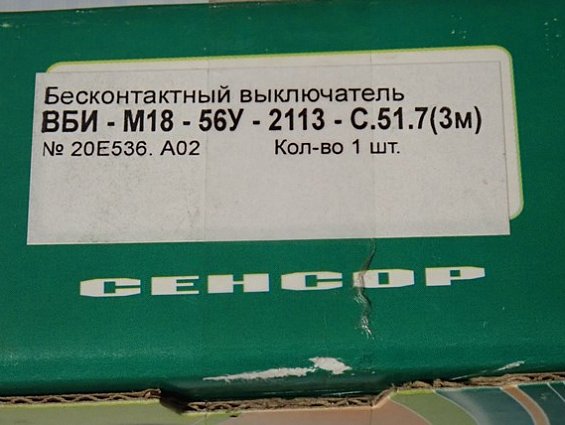 Бесконтактный выключатель
ВБИ - М18 - 56У - 2113 - С.51.7(3м)
№ 20Е536. А02 Кол-во 1 шт.
СЕНСОР